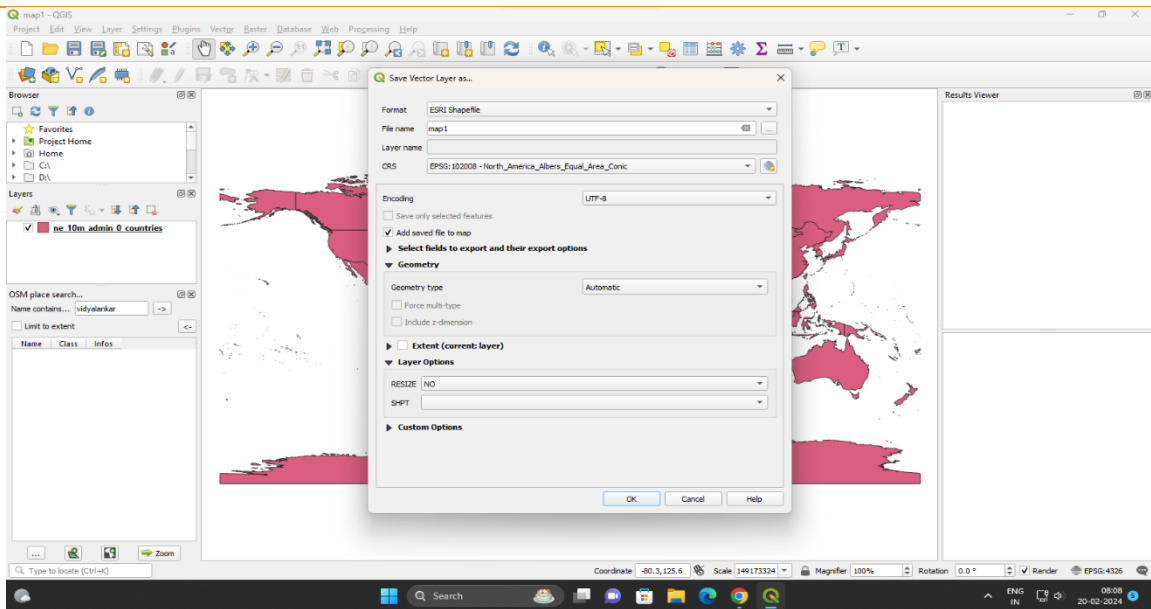 map1 - QGIS
Project Edit View Layer Settings Plugins Vector Raster Database Web Processing Help
Browser
Favorites
Project Home
Home
C:\
D:\
Layers
ne_10m_admin_0_countries
OSM place search...
Name contains... vidyalankar ->
Limit to extent <-
Name Class Infos
... Zoom
Type to locate (Ctrl+K)
Save Vector Layer as...
Format ESRI Shapefile
File name map1 ...
Layer name
CRS EPSG:102008 - North_America_Albers_Equal_Area_Conic
Encoding UTF-8
Save only selected features
Add saved file to map
Select fields to export and their export options
Geometry
Geometry type Automatic
Force multi-type
Include z-dimension
Extent (current: layer)
Layer Options
RESIZE NO
SHPT
Custom Options
OK Cancel Help
Results Viewer
Coordinate -80.3,125.6 Scale 149173324 Magnifier 100% Rotation 0.0 ° Render EPSG:4326
Search
ENG
IN
08:08
20-02-2024